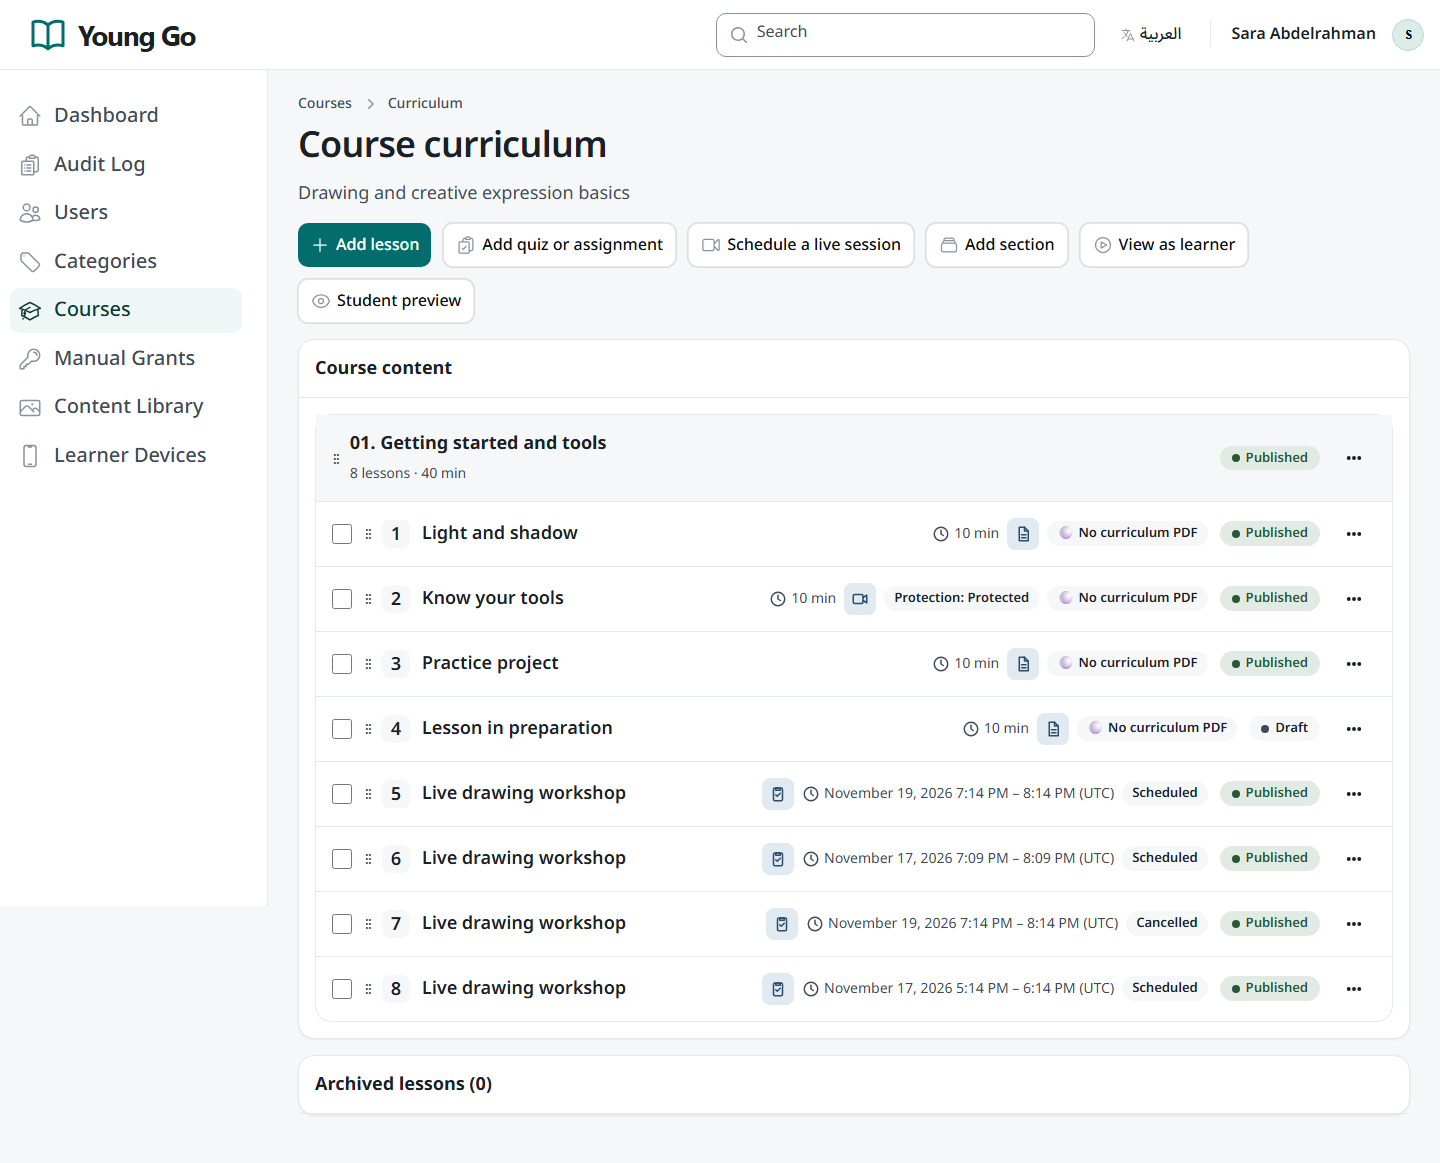 Young Go
Search
العربية
Sara Abdelrahman
S
Dashboard
Audit Log
Users
Categories
Courses
Manual Grants
Content Library
Learner Devices
Courses > Curriculum
Course curriculum
Drawing and creative expression basics
+ Add lesson
Add quiz or assignment
Schedule a live session
Add section
View as learner
Student preview
Course content
01. Getting started and tools
8 lessons · 40 min
Published
1 Light and shadow 10 min No curriculum PDF Published
2 Know your tools 10 min Protection: Protected No curriculum PDF Published
3 Practice project 10 min No curriculum PDF Published
4 Lesson in preparation 10 min No curriculum PDF Draft
5 Live drawing workshop November 19, 2026 7:14 PM – 8:14 PM (UTC) Scheduled Published
6 Live drawing workshop November 17, 2026 7:09 PM – 8:09 PM (UTC) Scheduled Published
7 Live drawing workshop November 19, 2026 7:14 PM – 8:14 PM (UTC) Cancelled Published
8 Live drawing workshop November 17, 2026 5:14 PM – 6:14 PM (UTC) Scheduled Published
Archived lessons (0)